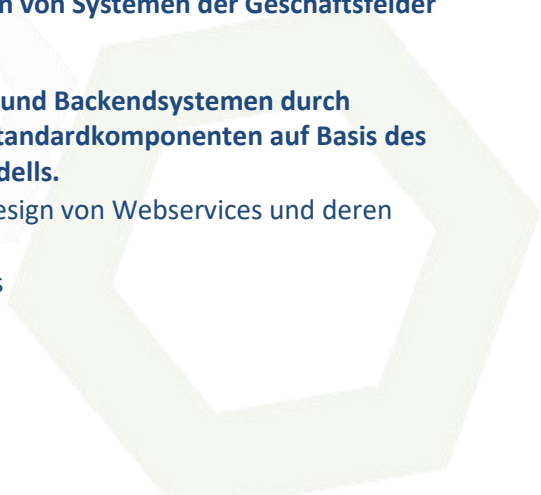 von Systemen der Geschäftsfelder
und Backendsystemen durch
tandardkomponenten auf Basis des
dells.
esign von Webservices und deren
s